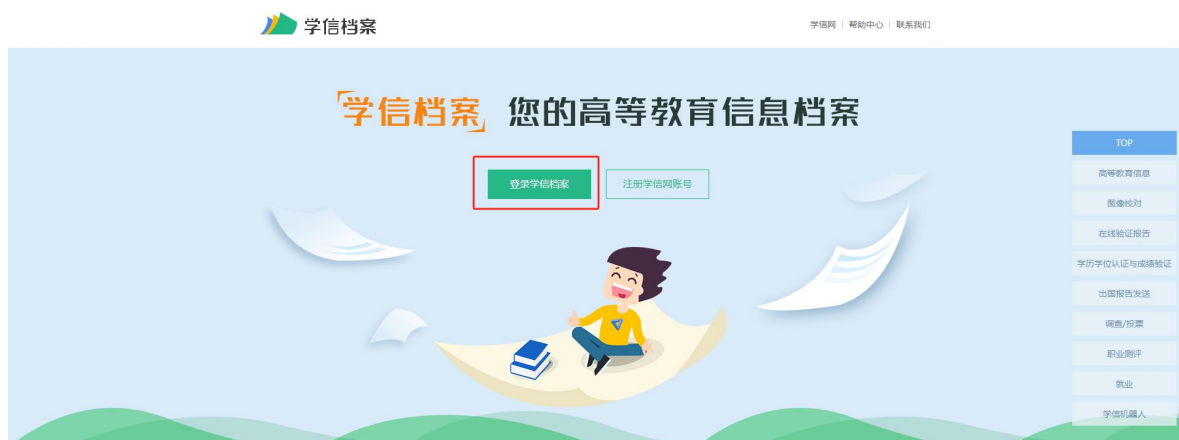 学信档案
学信网 | 帮助中心 | 联系我们
「学信档案」 您的高等教育信息档案
登录学信档案
注册学信网账号
TOP
高等教育信息
图像校对
在线验证报告
学历学位认证与成绩验证
出国报告发送
调查/投票
职业测评
就业
学信机器人